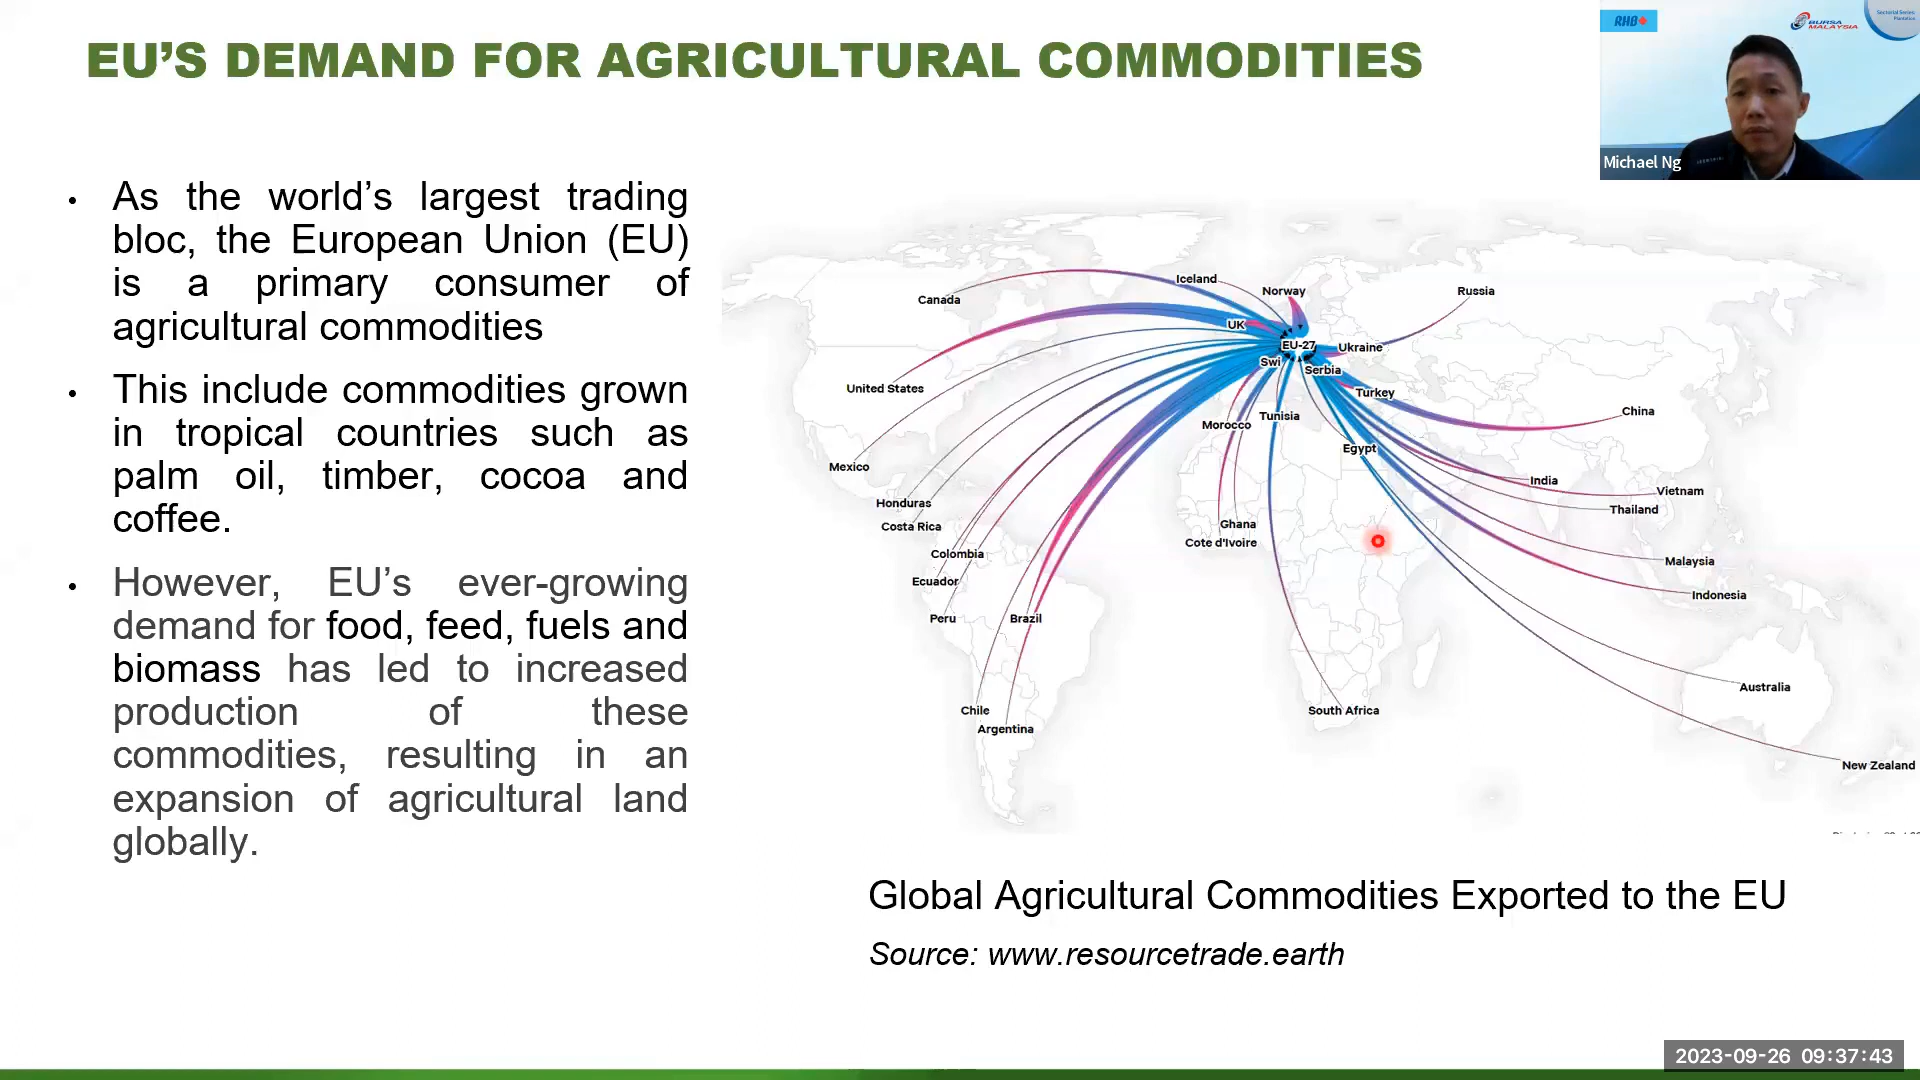 EU’S DEMAND FOR AGRICULTURAL COMMODITIES
RHB
BURSA
MALAYSIA
Michael Ng
• As the world’s largest trading
bloc, the European Union (EU)
is a primary consumer of
agricultural commodities
• This include commodities grown
in tropical countries such as
palm oil, timber, cocoa and
coffee.
• However, EU’s ever-growing
demand for food, feed, fuels and
biomass has led to increased
production of these
commodities, resulting in an
expansion of agricultural land
globally.
Iceland
Canada
Norway
Russia
UK
EU-27
Ukraine
Swi
Serbia
United States
Turkey
China
Morocco
Tunisia
Egypt
Mexico
India
Vietnam
Honduras
Thailand
Costa Rica
Ghana
Cote d'Ivoire
Colombia
Malaysia
Ecuador
Indonesia
Peru
Brazil
Australia
Chile
South Africa
Argentina
New Zealand
Global Agricultural Commodities Exported to the EU
Source: www.resourcetrade.earth
2023-09-26 09:37:43